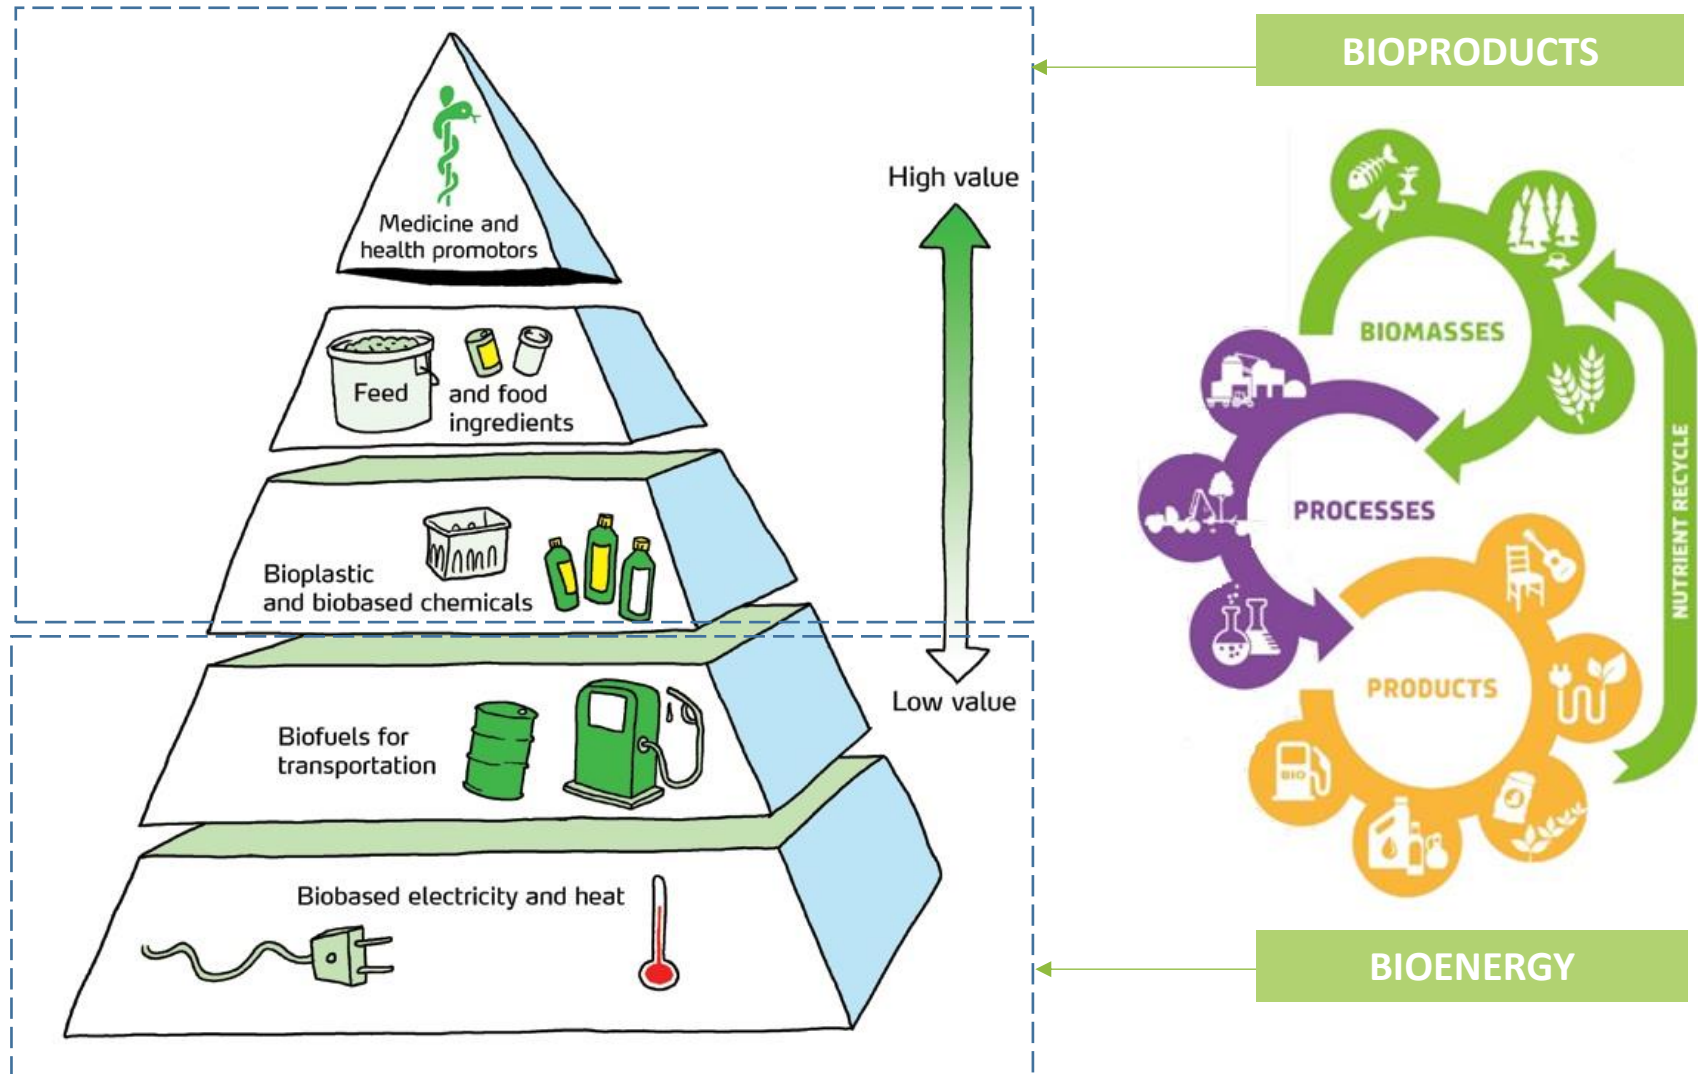 BIOPRODUCTS
High value
Medicine and
health promotors
Feed
and food
ingredients
Bioplastic
and biobased chemicals
Low value
Biofuels for
transportation
Biobased electricity and heat
BIOMASSES
PROCESSES
NUTRIENT RECYCLE
PRODUCTS
BIO
BIOENERGY